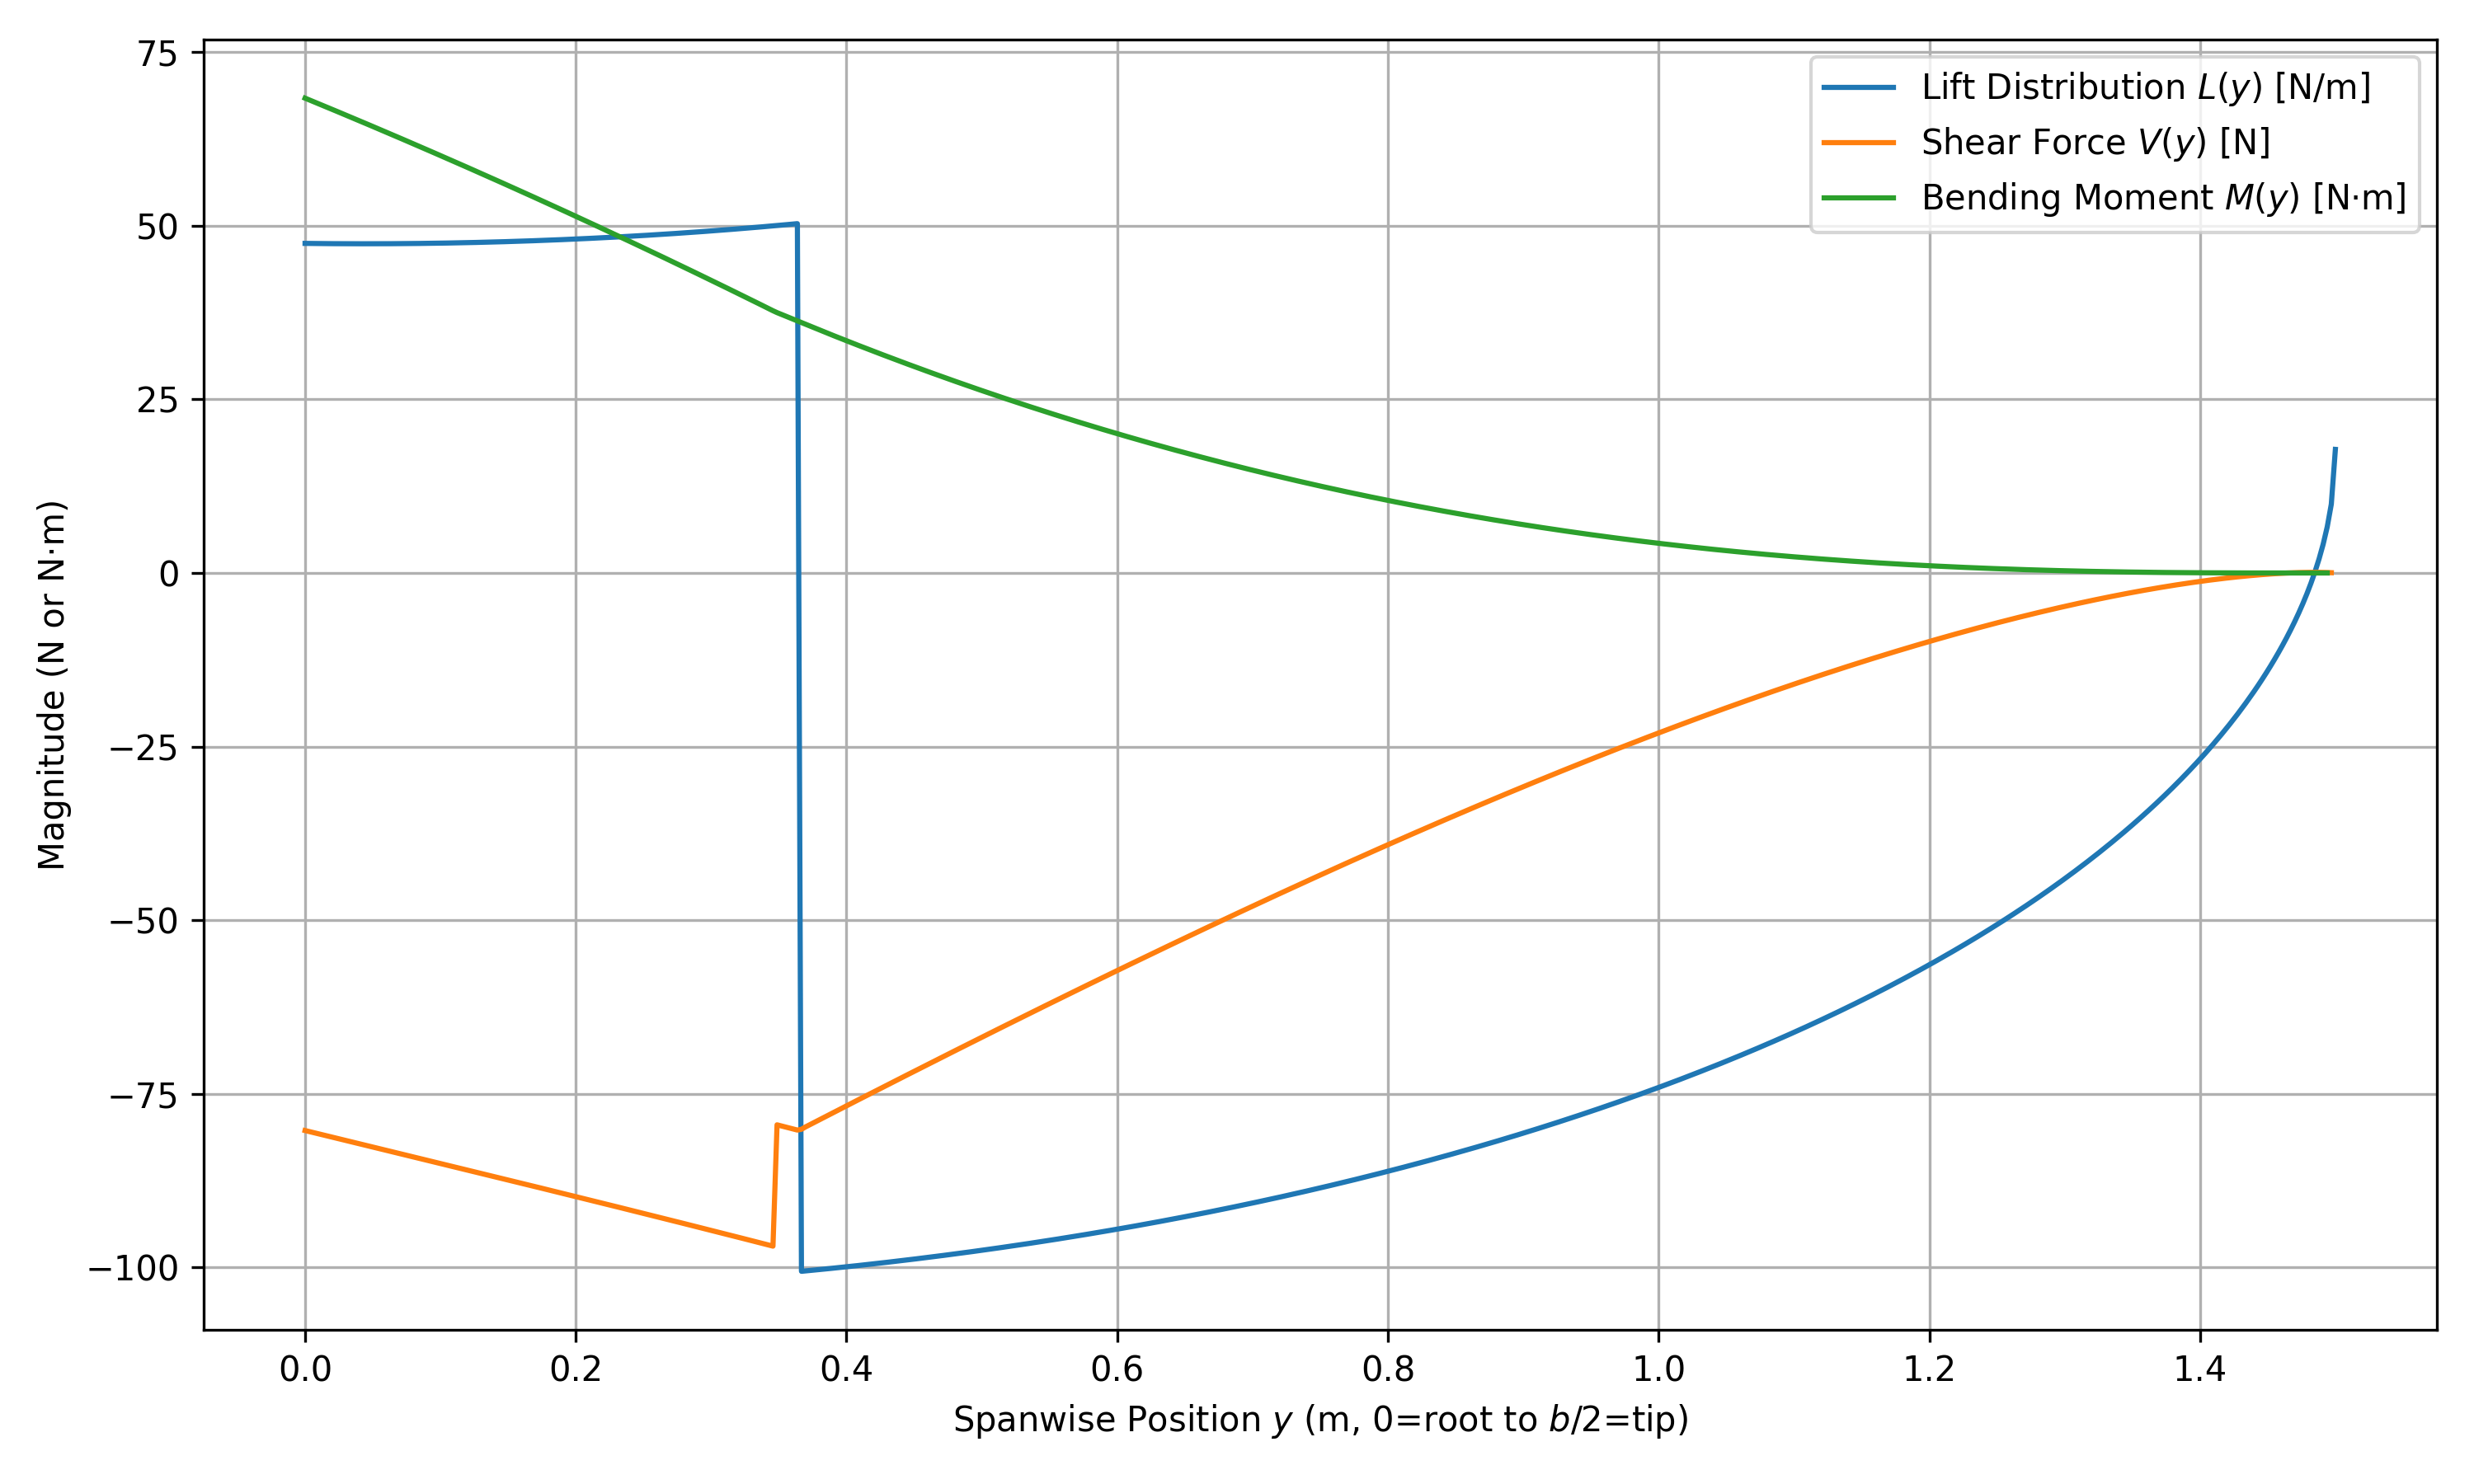 75
50
25
0
−25
−50
−75
−100
Magnitude (N or N·m)
Lift Distribution L(y) [N/m]
Shear Force V(y) [N]
Bending Moment M(y) [N·m]
0.0 0.2 0.4 0.6 0.8 1.0 1.2 1.4
Spanwise Position y (m, 0=root to b/2=tip)